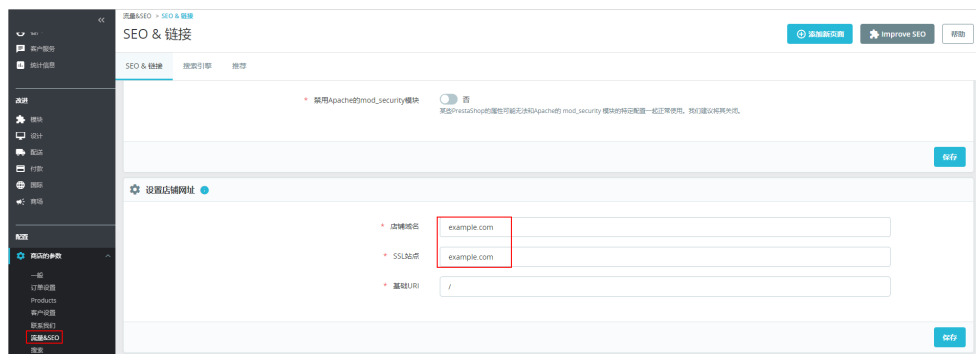 «
流量&SEO > SEO & 链接
SEO & 链接
添加新页面
Improve SEO
帮助
SEO & 链接
搜索引擎
推荐
客户服务
统计信息
改进
模块
设计
配送
付款
国际
商场
配置
商店的参数
一般
订单设置
Products
客户设置
联系我们
流量&SEO
搜索
* 禁用Apache的mod_security模块
否
某些PrestaShop的属性可能无法和Apache的 mod_security 模块的特定配置一起正常使用。我们建议将其关闭。
保存
设置店铺网址
* 店铺域名
example.com
* SSL站点
example.com
* 基础URI
/
保存